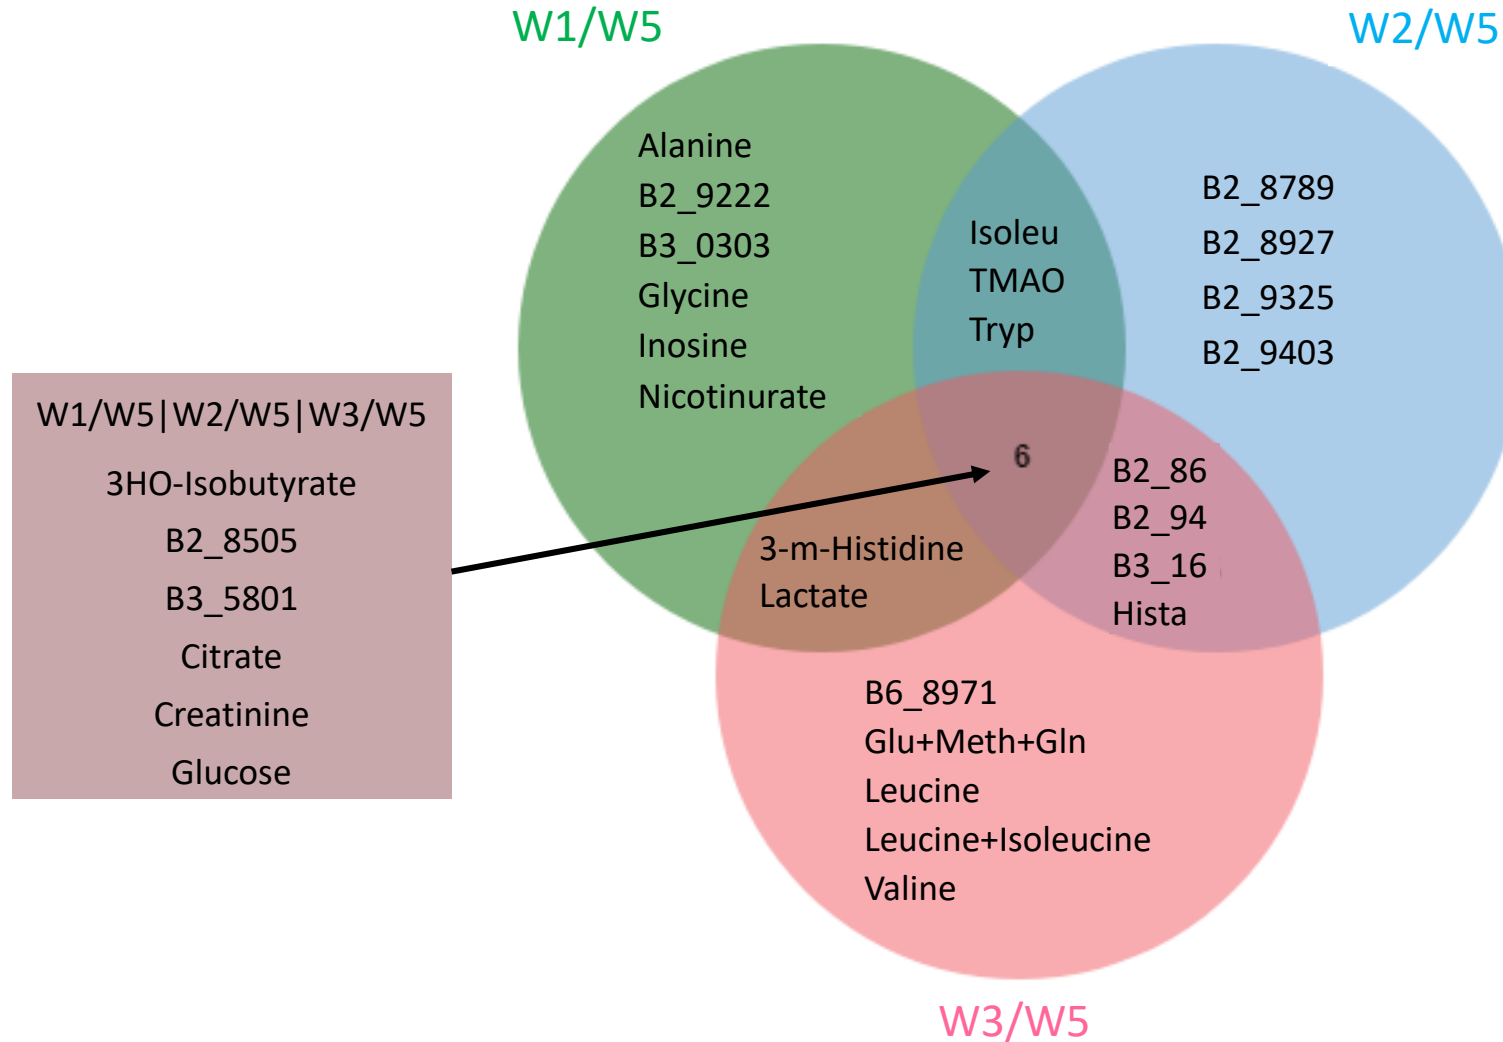 W1/W5
W2/W5
Alanine
B2_9222
B3_0303
Glycine
Inosine
Nicotinurate
Isoleu
TMAO
Tryp
B2_8789
B2_8927
B2_9325
B2_9403
W1/W5|W2/W5|W3/W5
3HO-Isobutyrate
B2_8505
B3_5801
Citrate
Creatinine
Glucose
6
3-m-Histidine
Lactate
B2_86
B2_94
B3_16
Hista
B6_8971
Glu+Meth+Gln
Leucine
Leucine+Isoleucine
Valine
W3/W5